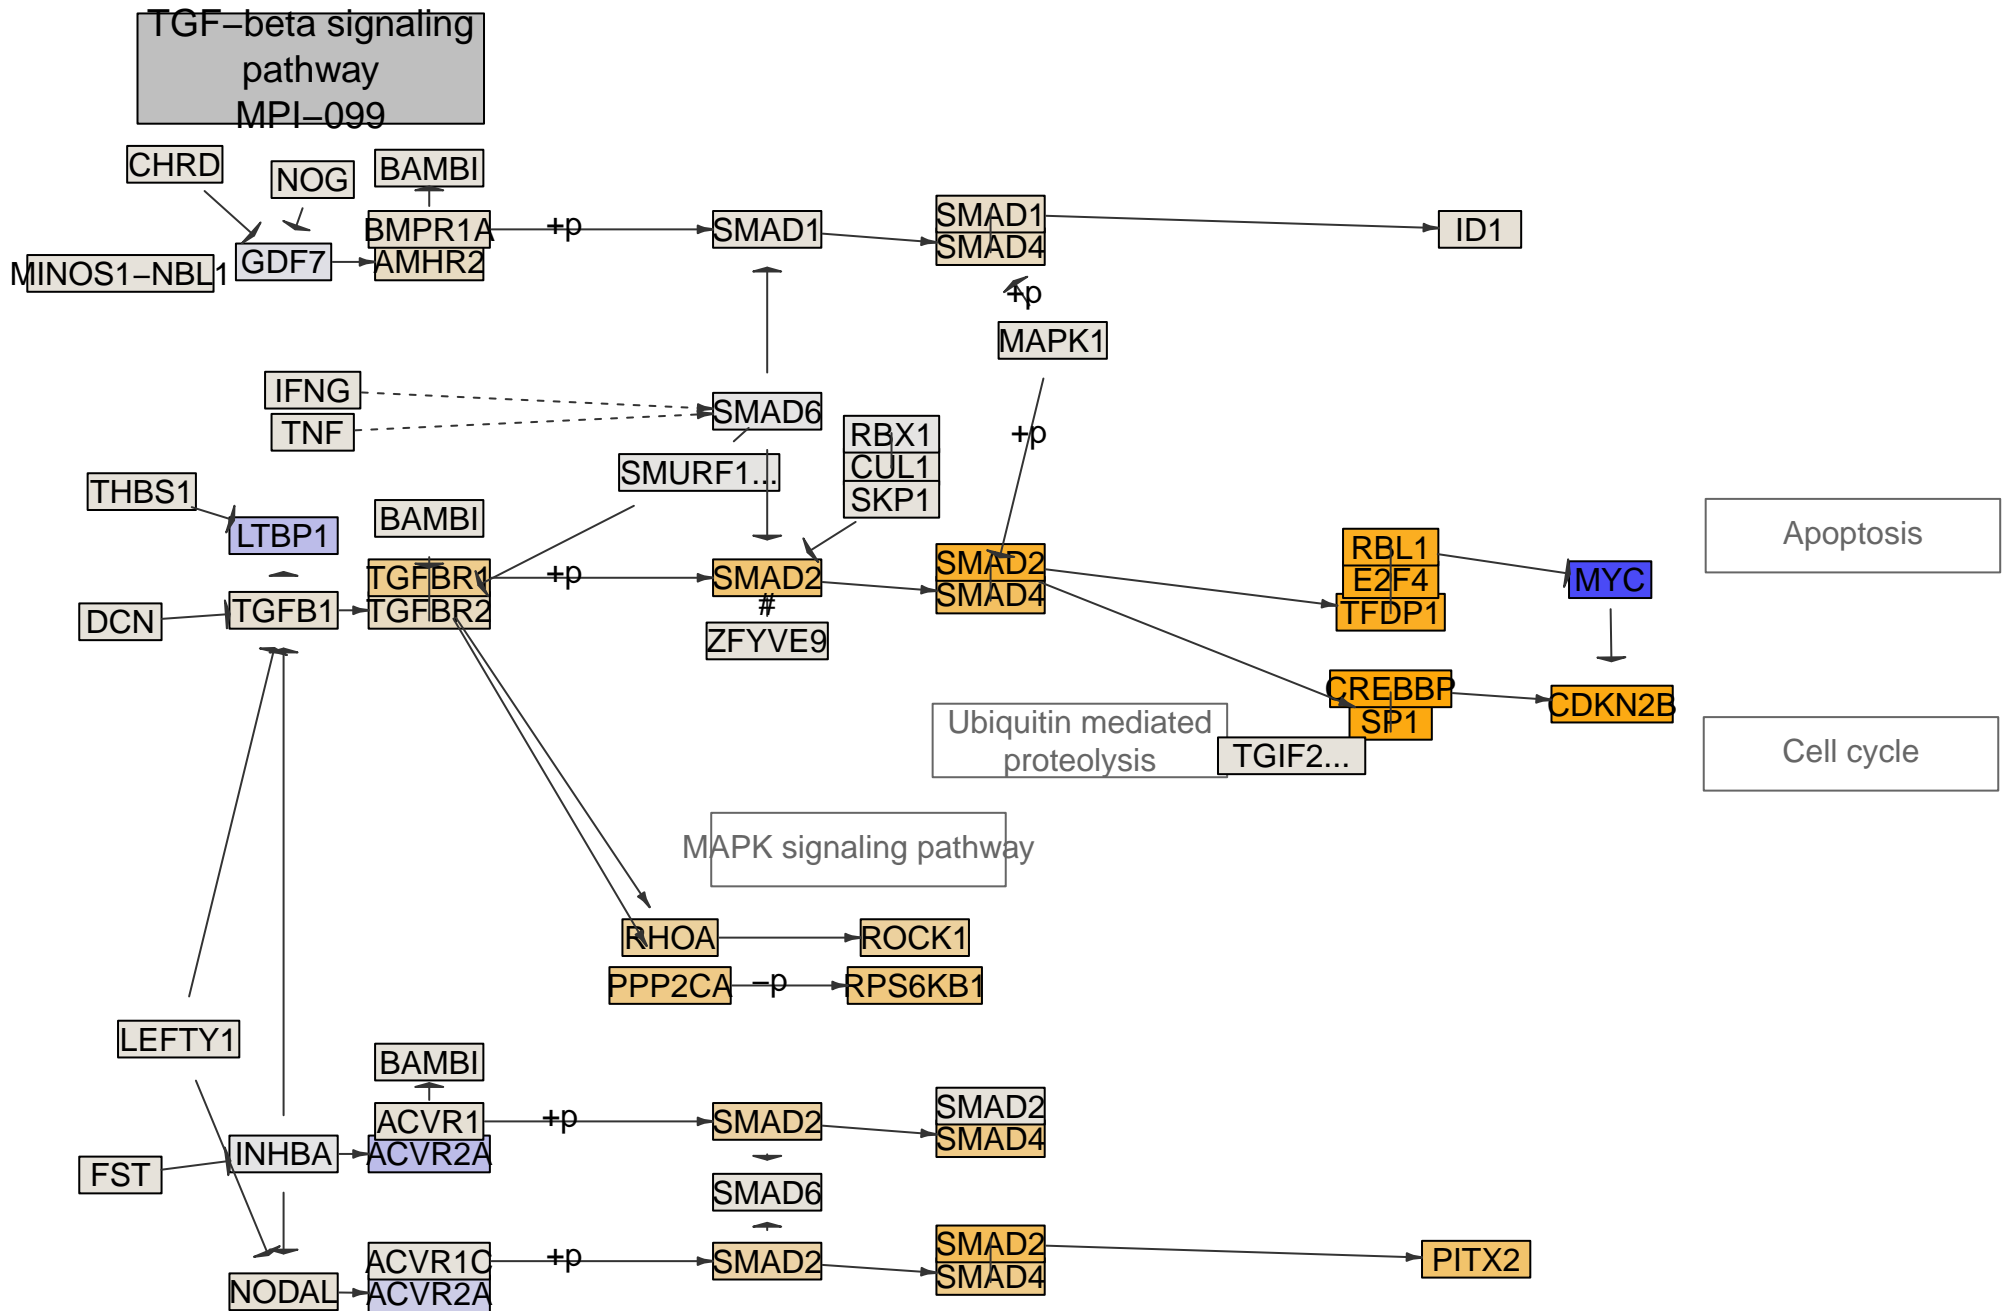 TGF−beta signaling
pathway
MPI−099
CHRD
NOG
BAMBI
BMPR1A
+p
SMAD1
SMAD1
SMAD4
ID1
MINOS1−NBL1
GDF7
AMHR2
+p
MAPK1
IFNG
TNF
SMAD6
RBX1
CUL1
SKP1
+p
SMURF1...
THBS1
LTBP1
BAMBI
TGFBR1
TGFBR2
+p
SMAD2
#
ZFYVE9
SMAD2
SMAD4
RBL1
E2F4
TFDP1
MYC
Apoptosis
DCN
TGFB1
CREBBP
SP1
CDKN2B
Ubiquitin mediated
proteolysis
TGIF2...
Cell cycle
MAPK signaling pathway
RHOA
ROCK1
PPP2CA
−p
RPS6KB1
LEFTY1
BAMBI
ACVR1
ACVR2A
+p
SMAD2
SMAD2
SMAD4
FST
INHBA
SMAD6
ACVR1C
ACVR2A
+p
SMAD2
SMAD2
SMAD4
PITX2
NODAL